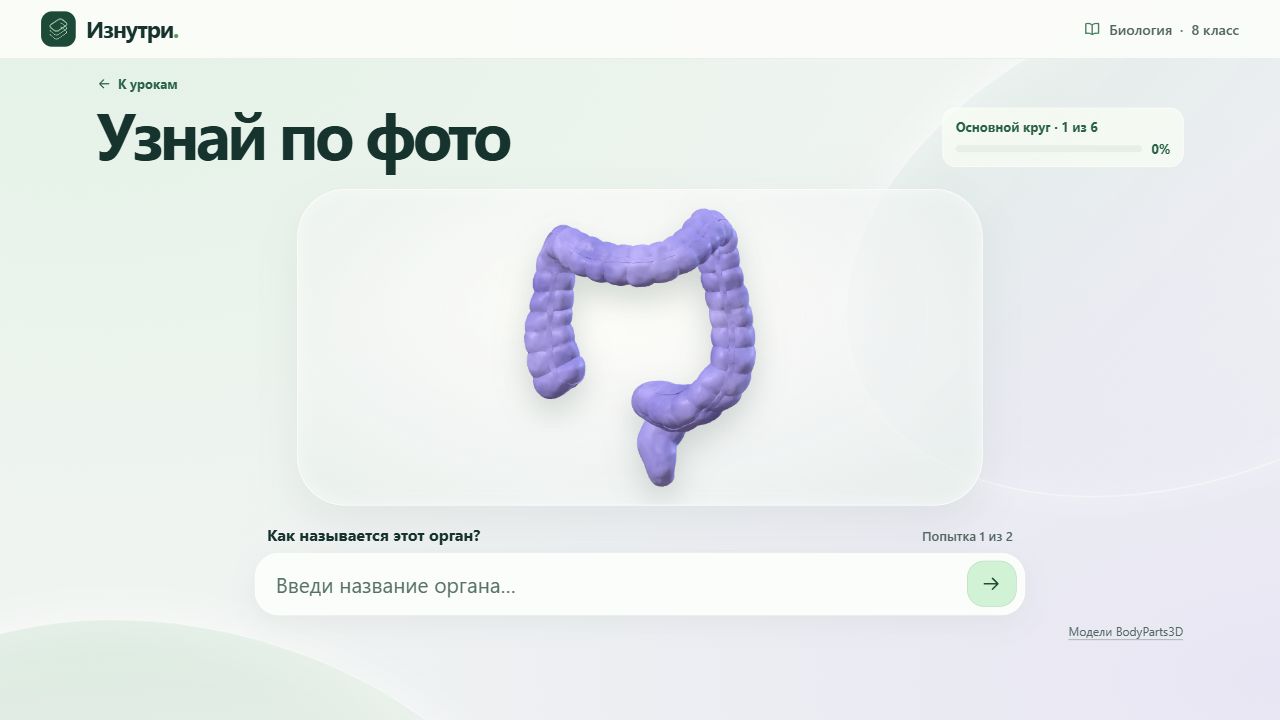 Изнутри.
Биология · 8 класс
← К урокам
Узнай по фото
Основной круг · 1 из 6
0%
Как называется этот орган?
Попытка 1 из 2
Введи название органа...
→
Модели BodyParts3D